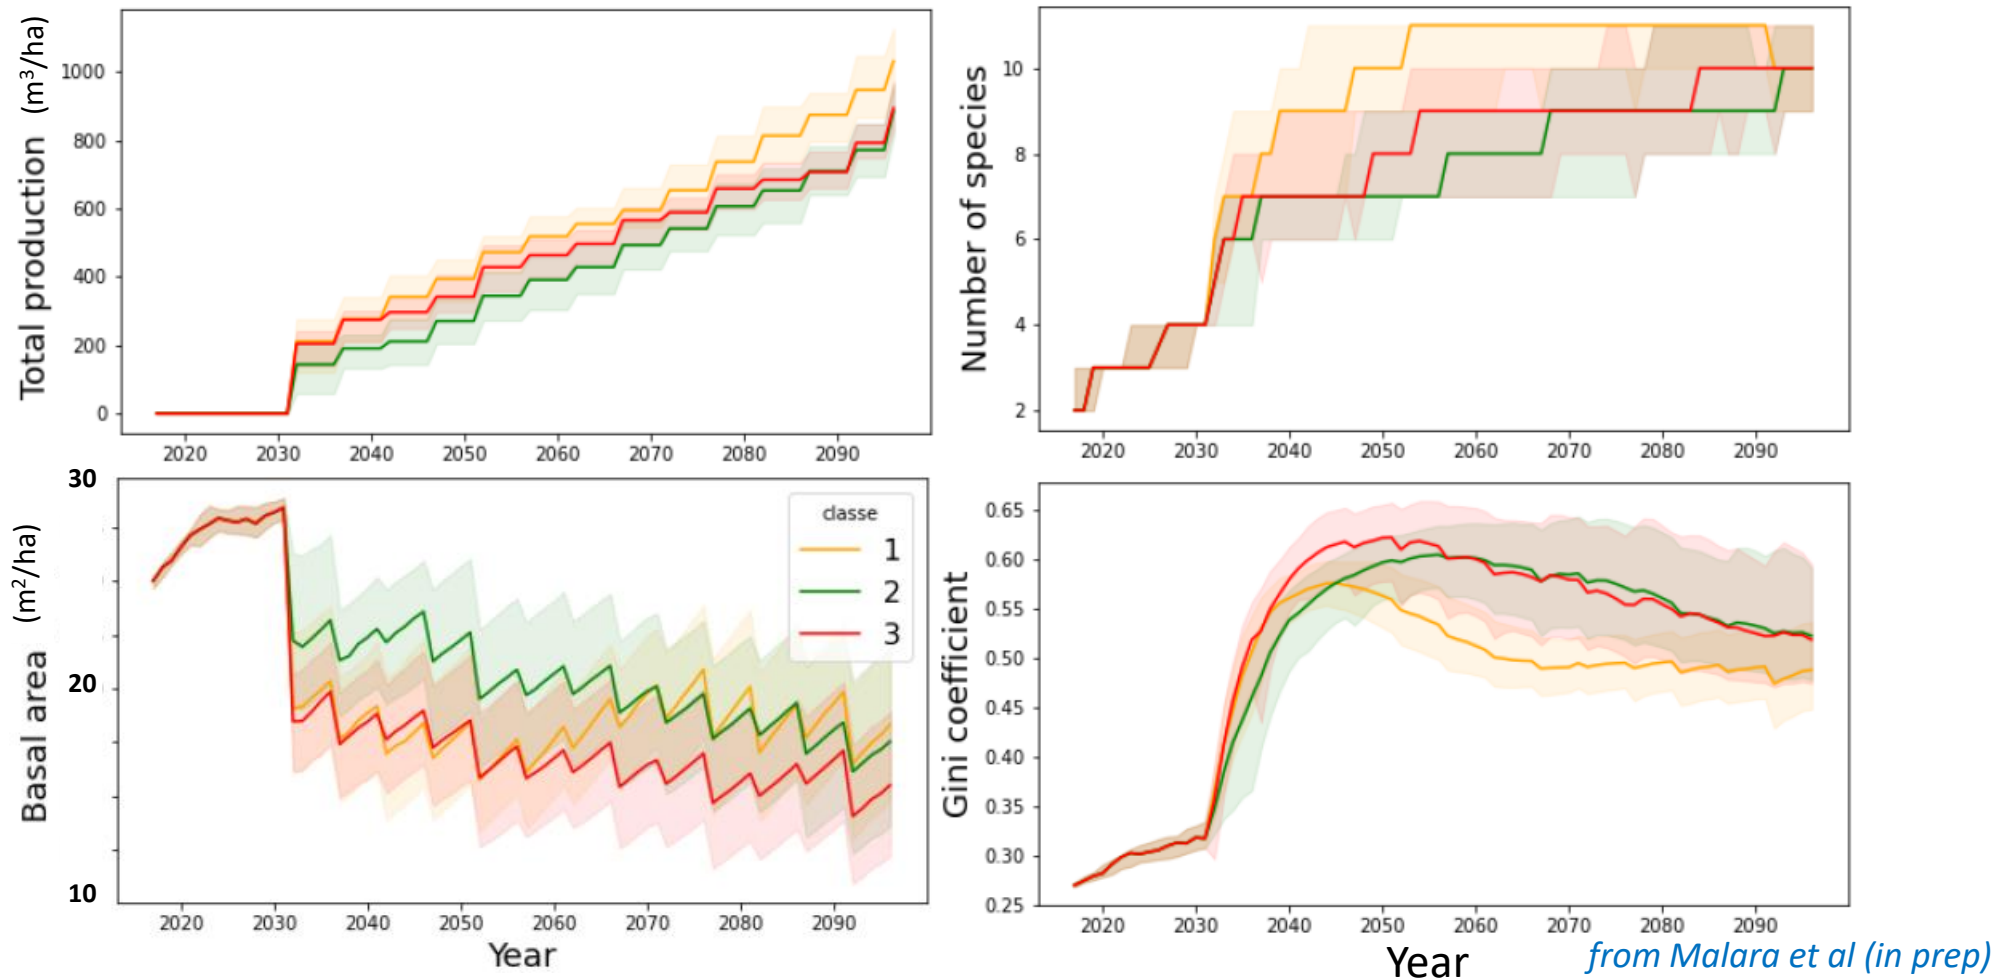 Total production (m³/ha)
1000
800
600
400
200
0
2020 2030 2040 2050 2060 2070 2080 2090
Number of species
10
8
6
4
2
2020 2030 2040 2050 2060 2070 2080 2090
Basal area (m²/ha)
30
20
10
classe
1
2
3
2020 2030 2040 2050 2060 2070 2080 2090
Year
Gini coefficient
0.65
0.60
0.55
0.50
0.45
0.40
0.35
0.30
0.25
2020 2030 2040 2050 2060 2070 2080 2090
Year
from Malara et al (in prep)